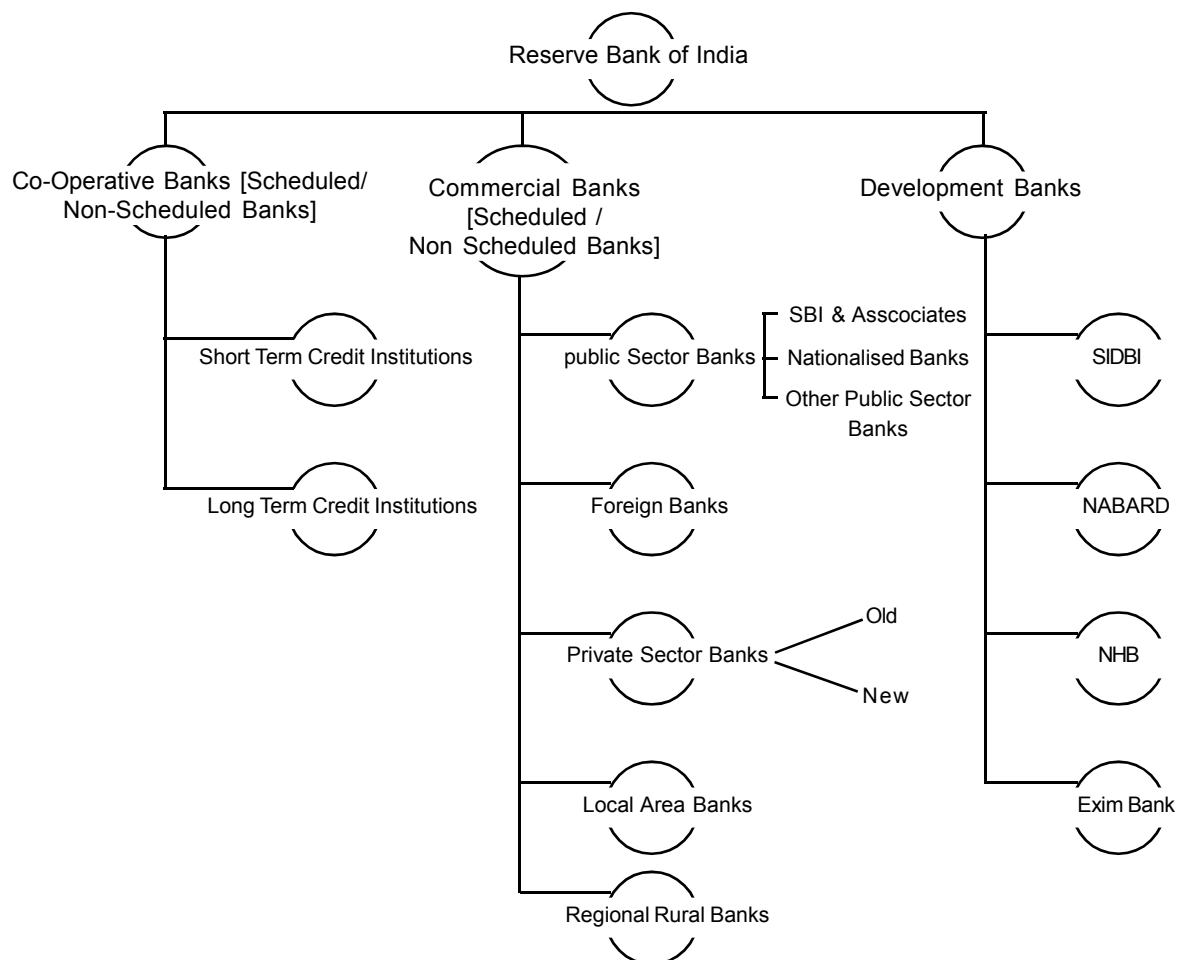 Reserve Bank of India
Co-Operative Banks [Scheduled/
Non-Scheduled Banks]
Commercial Banks
[Scheduled /
Non Scheduled Banks]
Development Banks
Short Term Credit Institutions
Long Term Credit Institutions
public Sector Banks
SBI & Asscociates
Nationalised Banks
Other Public Sector
Banks
Foreign Banks
Private Sector Banks
Old
New
Local Area Banks
Regional Rural Banks
SIDBI
NABARD
NHB
Exim Bank